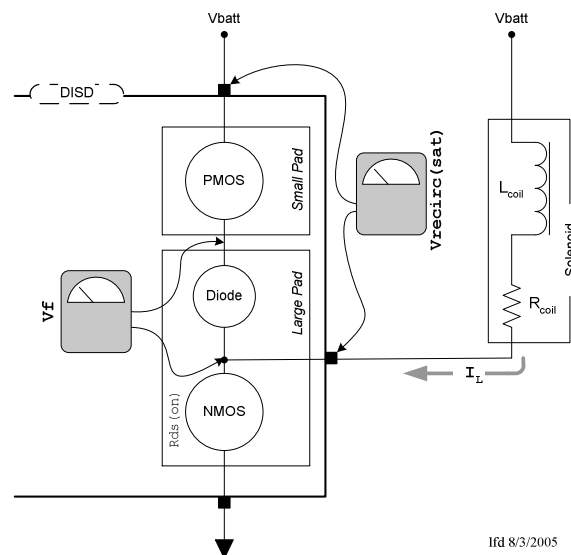 Vbatt
Vbatt
DISD
PMOS
Small Pad
Vrecirc(sat)
Lcoil
Solenoid
Vf
Diode
Large Pad
Rcoil
IL
Rds(on)
NMOS
lfd 8/3/2005